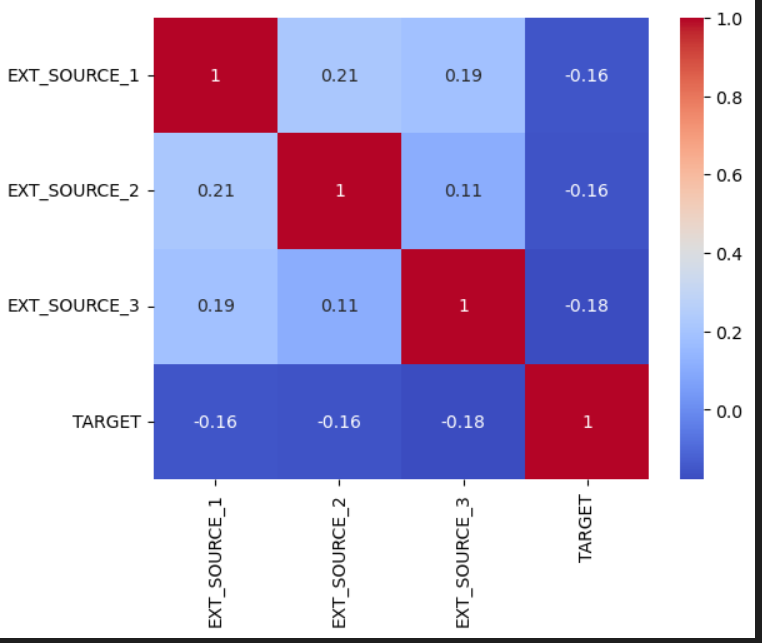 EXT_SOURCE_1 1 0.21 0.19 -0.16
EXT_SOURCE_2 0.21 1 0.11 -0.16
EXT_SOURCE_3 0.19 0.11 1 -0.18
TARGET -0.16 -0.16 -0.18 1
EXT_SOURCE_1
EXT_SOURCE_2
EXT_SOURCE_3
TARGET
1.0
0.8
0.6
0.4
0.2
0.0